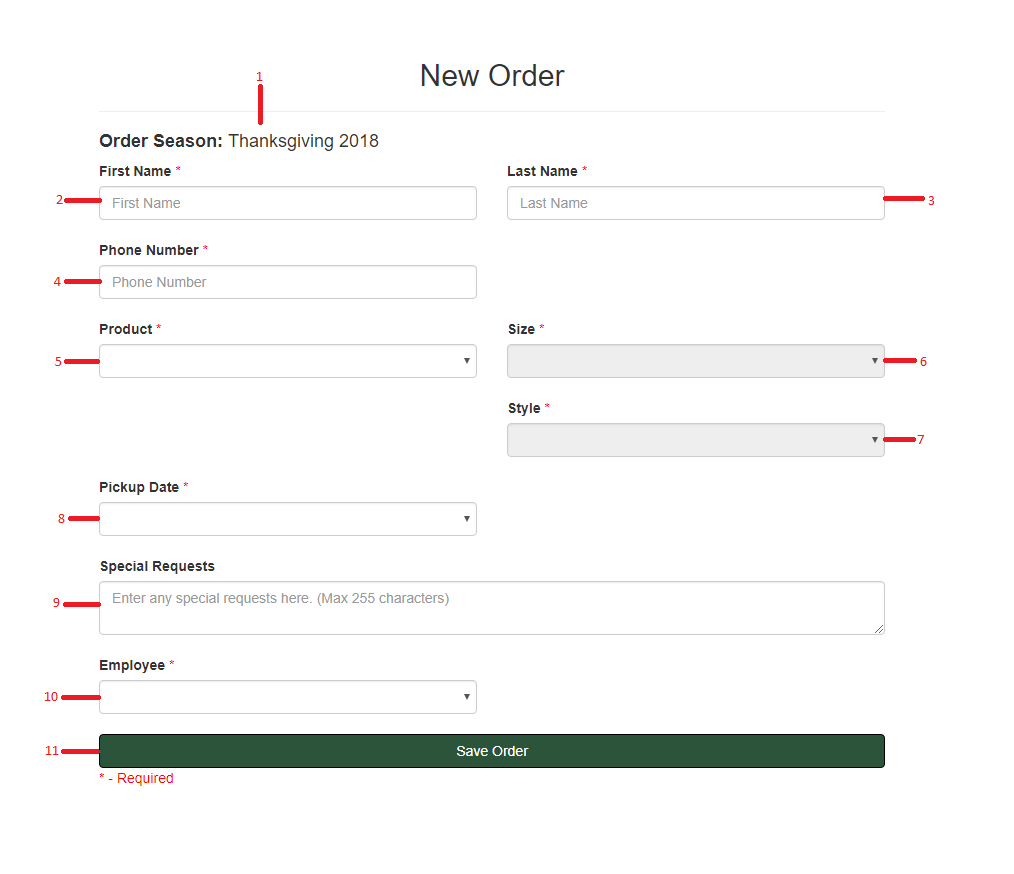 New Order
1
Order Season: Thanksgiving 2018
First Name * Last Name *
2 First Name Last Name 3
Phone Number *
4 Phone Number
Product * Size *
5 ▼ ▼ 6
Style *
▼ 7
Pickup Date *
8 ▼
Special Requests
9 Enter any special requests here. (Max 255 characters)
Employee *
10 ▼
11 Save Order
* - Required